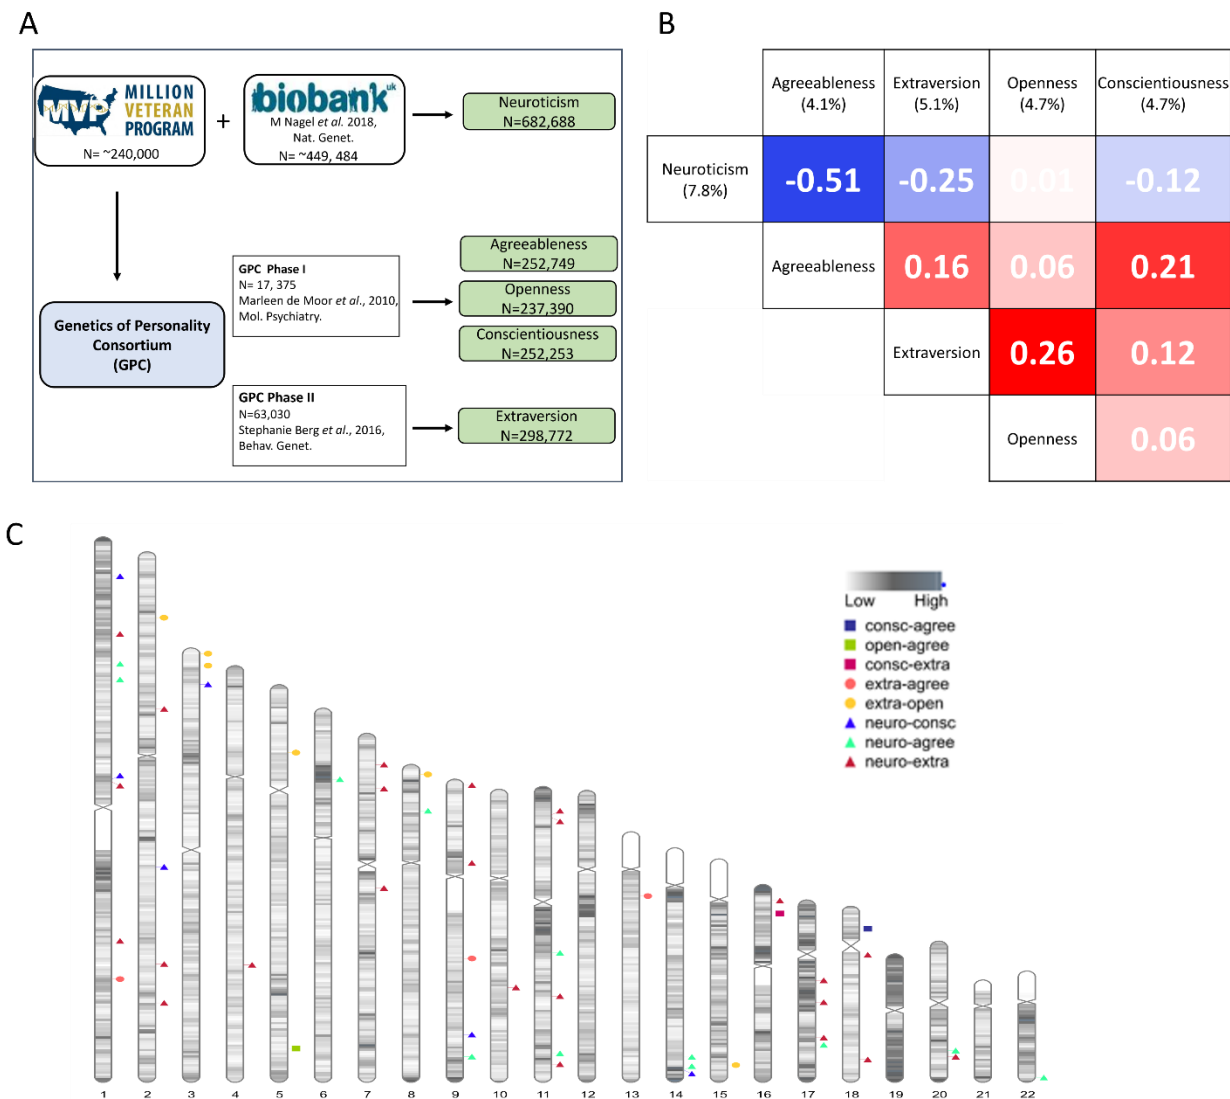 A
MVP
MILLION
VETERAN
PROGRAM
N= ~240,000
+
biobank uk
M Nagel et al. 2018,
Nat. Genet.
N= ~449, 484
Neuroticism
N=682,688
Genetics of Personality
Consortium
(GPC)
GPC Phase I
N= 17, 375
Marleen de Moor et al., 2010,
Mol. Psychiatry.
Agreeableness
N=252,749
Openness
N=237,390
Conscientiousness
N=252,253
GPC Phase II
N=63,030
Stephanie Berg et al., 2016,
Behav. Genet.
Extraversion
N=298,772
B
Agreeableness Extraversion Openness Conscientiousness
(4.1%) (5.1%) (4.7%) (4.7%)
Neuroticism
(7.8%)
-0.51 -0.25 0.01 -0.12
Agreeableness 0.16 0.06 0.21
Extraversion 0.26 0.12
Openness 0.06
C
Low High
consc-agree
open-agree
consc-extra
extra-agree
extra-open
neuro-consc
neuro-agree
neuro-extra
1 2 3 4 5 6 7 8 9 10 11 12 13 14 15 16 17 18 19 20 21 22